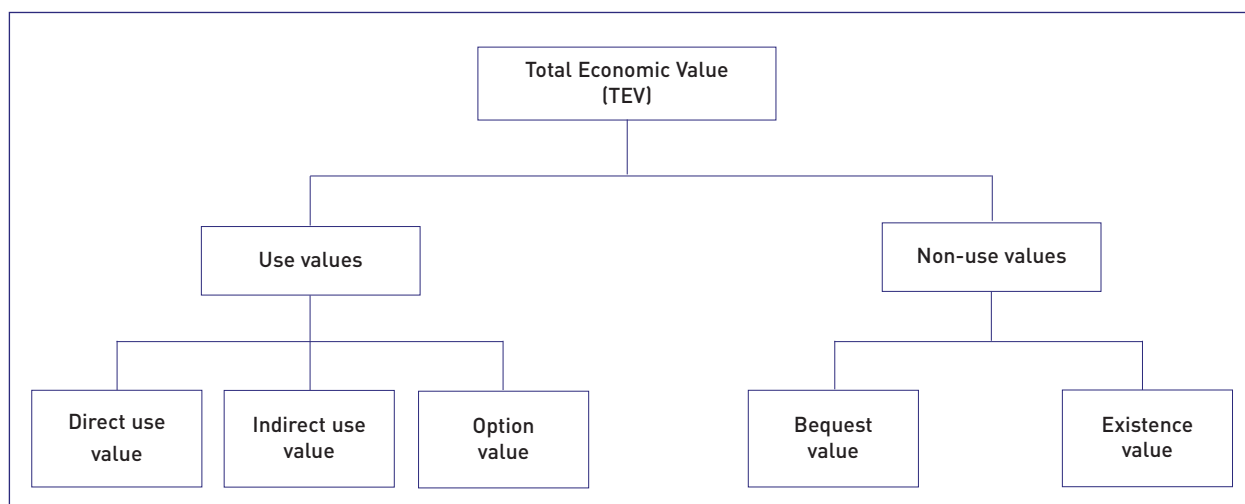 Total Economic Value
(TEV)
Use values
Non-use values
Direct use
value
Indirect use
value
Option
value
Bequest
value
Existence
value